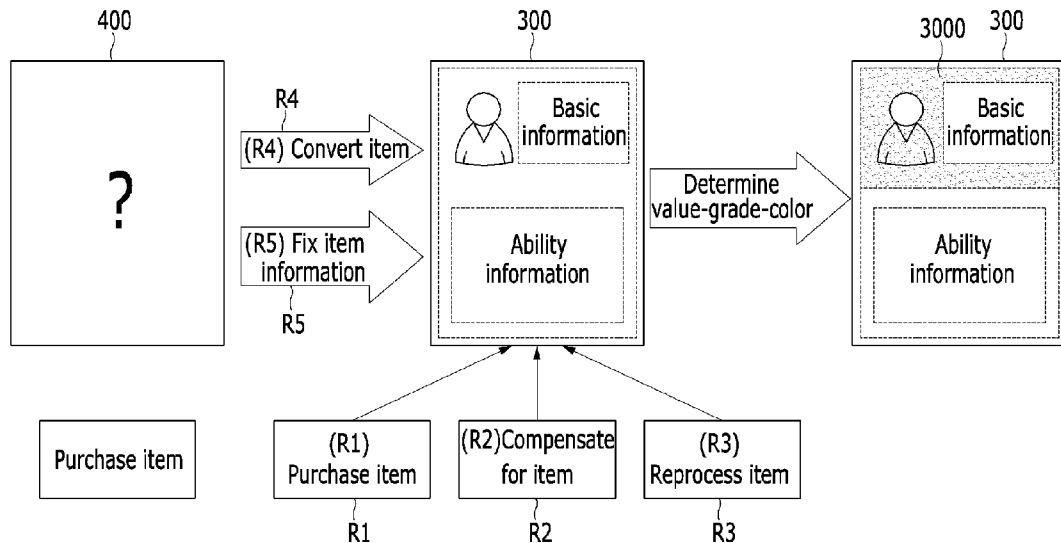 400
300
3000
300
?
R4
(R4) Convert item
(R5) Fix item
information
R5
Basic
information
Ability
information
Determine
value-grade-color
Basic
information
Ability
information
Purchase item
(R1)
Purchase item
R1
(R2)Compensate
for item
R2
(R3)
Reprocess item
R3